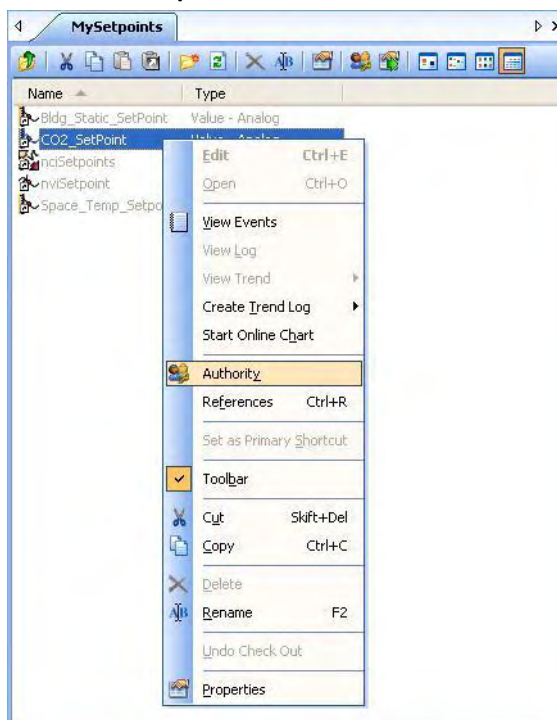 MySetpoints
Name Type
Bldg_Static_SetPoint Value - Analog
CO2_SetPoint
nciSetpoints
nviSetpoint
Space_Temp_Setpo
Edit Ctrl+E
Open Ctrl+O
View Events
View Log
View Trend
Create Trend Log
Start Online Chart
Authority
References Ctrl+R
Set as Primary Shortcut
Toolbar
Cut Skift+Del
Copy Ctrl+C
Delete
Rename F2
Undo Check Out
Properties